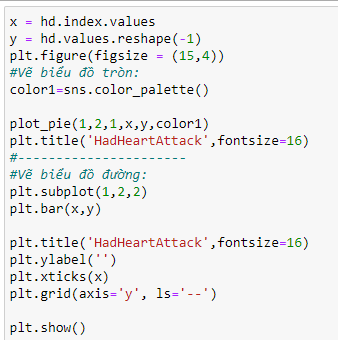 x = hd.index.values
y = hd.values.reshape(-1)
plt.figure(figsize = (15,4))
#Vẽ biểu đồ tròn:
color1=sns.color_palette()
plot_pie(1,2,1,x,y,color1)
plt.title('HadHeartAttack',fontsize=16)
#-----------------------
#Vẽ biểu đồ đường:
plt.subplot(1,2,2)
plt.bar(x,y)
plt.title('HadHeartAttack',fontsize=16)
plt.ylabel('')
plt.xticks(x)
plt.grid(axis='y', ls='--')
plt.show()